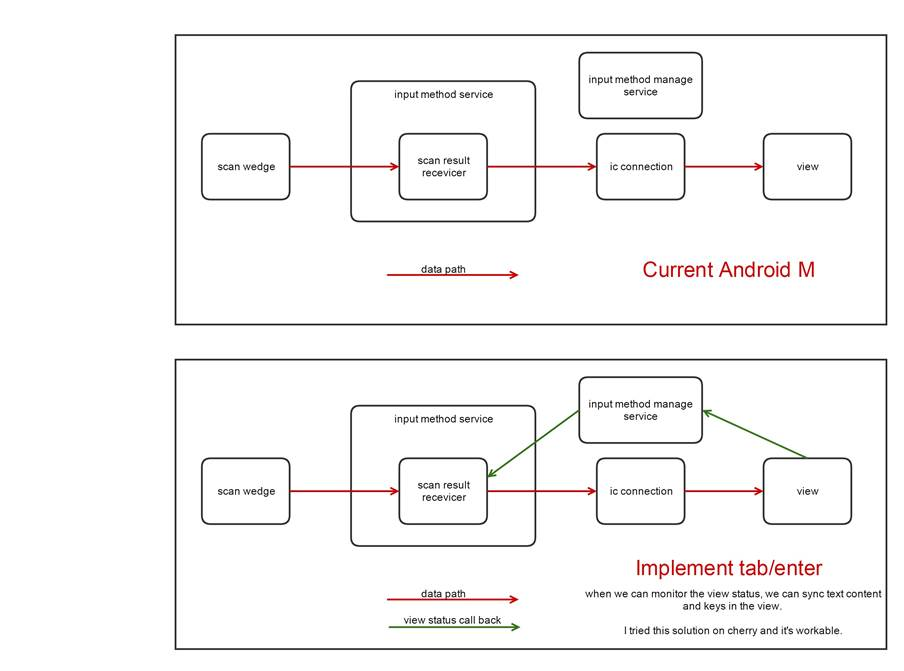 input method manage
service
input method service
scan wedge
scan result
recevicer
ic connection
view
data path
Current Android M
input method manage
service
input method service
scan wedge
scan result
recevicer
ic connection
view
Implement tab/enter
data path
when we can monitor the view status, we can sync text content
and keys in the view.
view status call back
I tried this solution on cherry and it's workable.